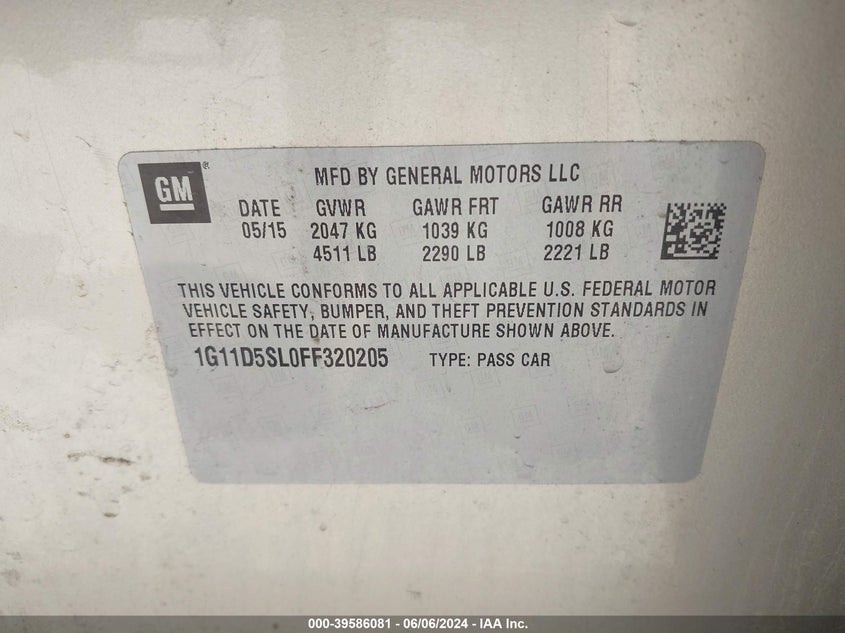 GM®
MFD BY GENERAL MOTORS LLC
DATE GVWR GAWR FRT GAWR RR
05/15 2047 KG 1039 KG 1008 KG
4511 LB 2290 LB 2221 LB
THIS VEHICLE CONFORMS TO ALL APPLICABLE U.S. FEDERAL MOTOR
VEHICLE SAFETY, BUMPER, AND THEFT PREVENTION STANDARDS IN
EFFECT ON THE DATE OF MANUFACTURE SHOWN ABOVE.
1G11D5SL0FF320205 TYPE: PASS CAR
000-39586081 - 06/06/2024 - IAA Inc.